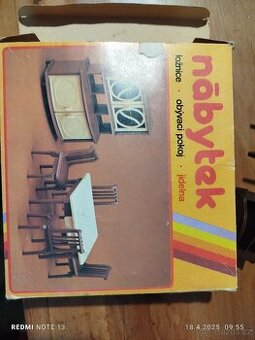 nábytek
ložnice · obývací pokoj · jídelna
REDMI NOTE 13
18.4.2025 09:55